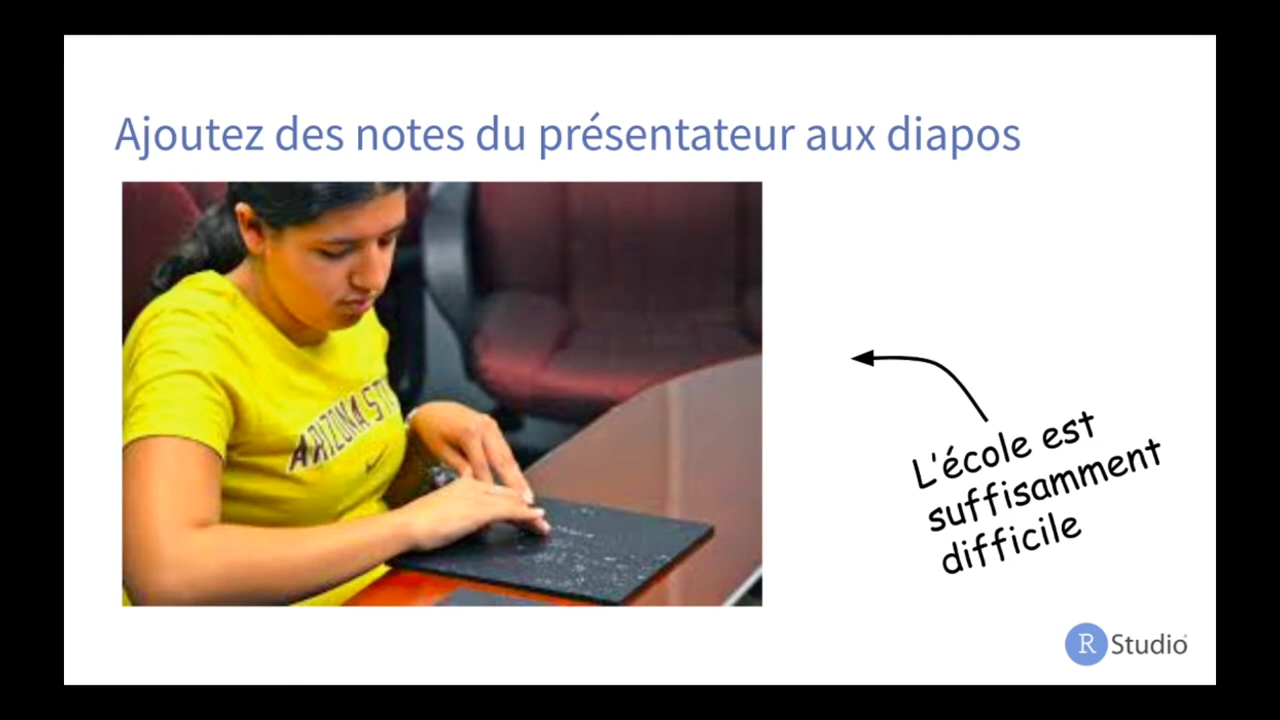 Ajoutez des notes du présentateur aux diapos
ARIZONA ST
L'école est
suffisamment
difficile
R Studio